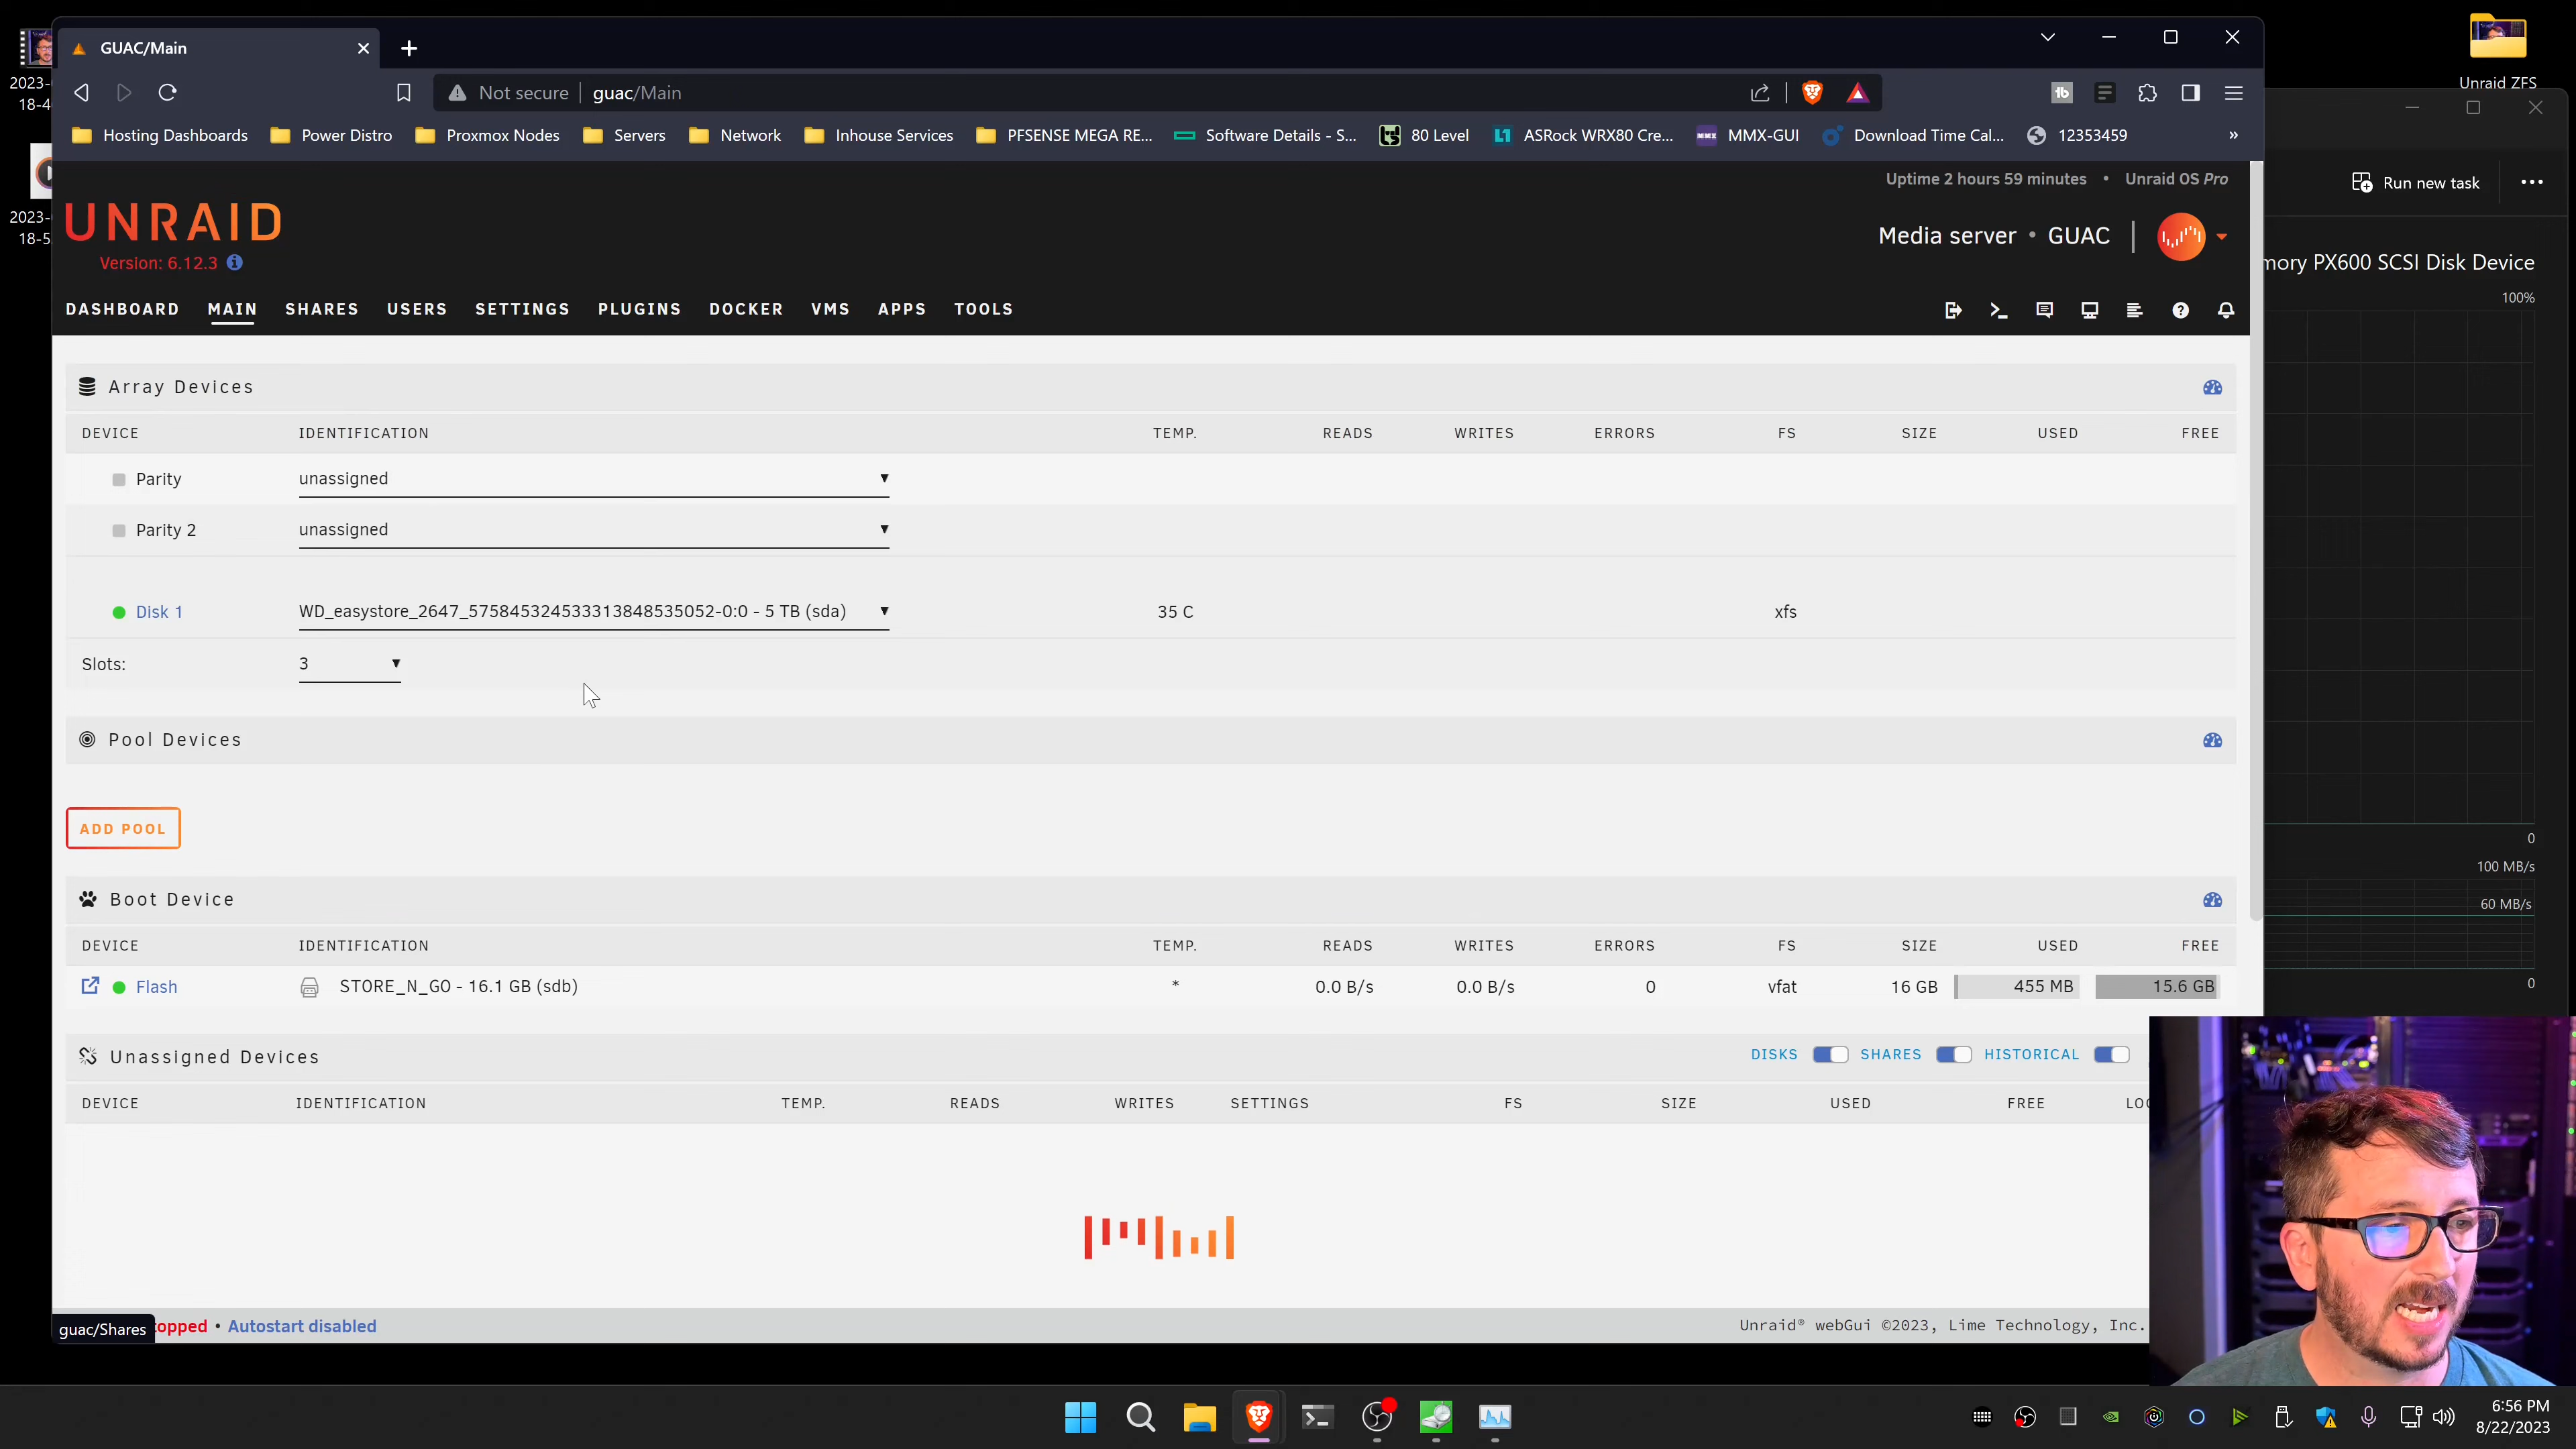 GUAC/Main
Unraid ZFS
2023-
18-4
2023-
18-5
Not secure guac/Main
Hosting Dashboards Power Distro Proxmox Nodes Servers Network Inhouse Services PFSENSE MEGA RE... Software Details - S... 80 Level ASRock WRX80 Cre... MMX-GUI Download Time Cal... 12353459 »
UNRAID
Version: 6.12.3
Uptime 2 hours 59 minutes • Unraid OS Pro
Media server • GUAC
DASHBOARD MAIN SHARES USERS SETTINGS PLUGINS DOCKER VMS APPS TOOLS
Run new task
mory PX600 SCSI Disk Device
100%
Array Devices
DEVICE IDENTIFICATION TEMP. READS WRITES ERRORS FS SIZE USED FREE
Parity unassigned
Parity 2 unassigned
Disk 1 WD_easystore_2647_575845324533313848535052-0:0 - 5 TB (sda) 35 C xfs
Slots: 3
Pool Devices
ADD POOL
0
100 MB/s
60 MB/s
0
Boot Device
DEVICE IDENTIFICATION TEMP. READS WRITES ERRORS FS SIZE USED FREE
Flash STORE_N_GO - 16.1 GB (sdb) * 0.0 B/s 0.0 B/s 0 vfat 16 GB 455 MB 15.6 GB
Unassigned Devices DISKS SHARES HISTORICAL
DEVICE IDENTIFICATION TEMP. READS WRITES SETTINGS FS SIZE USED FREE LO
guac/Shares opped • Autostart disabled
Unraid® webGui ©2023, Lime Technology, Inc.
6:56 PM
8/22/2023